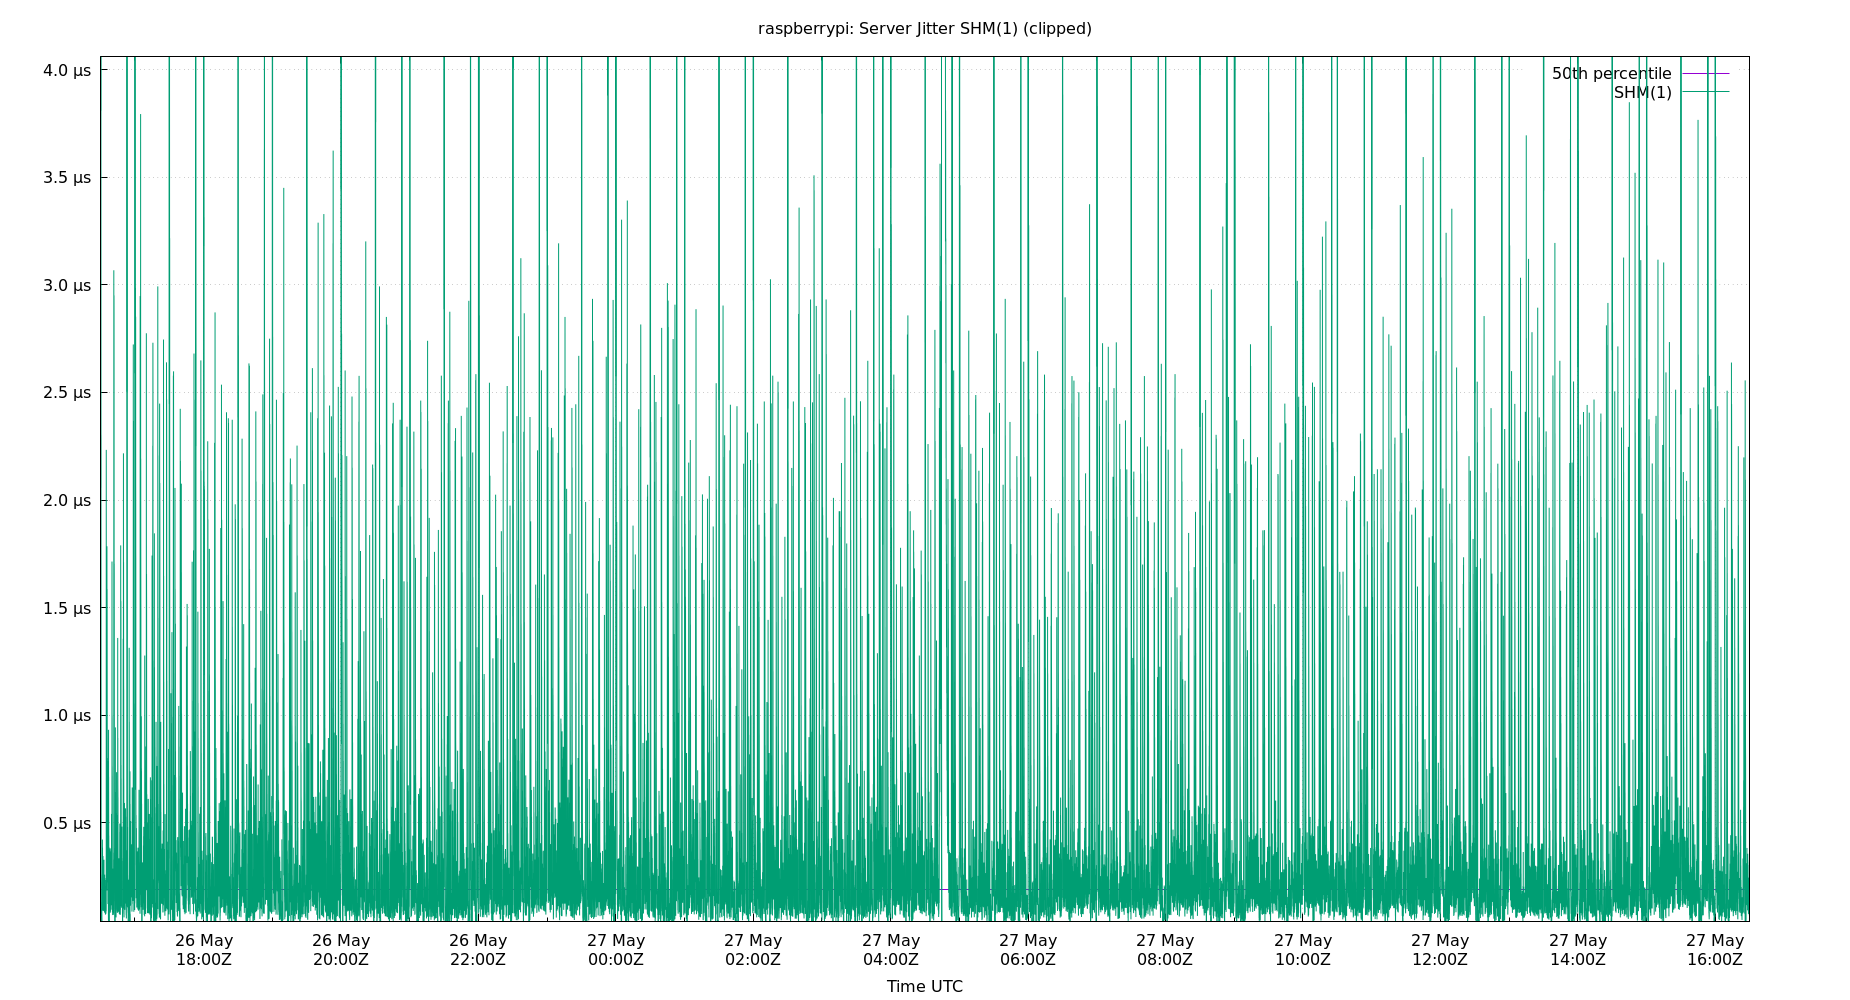 raspberrypi: Server Jitter SHM(1) (clipped)
4.0 µs
50th percentile
SHM(1)
3.5 µs
3.0 µs
2.5 µs
2.0 µs
1.5 µs
1.0 µs
0.5 µs
26 May 26 May 26 May 27 May 27 May 27 May 27 May 27 May 27 May 27 May 27 May 27 May
18:00Z 20:00Z 22:00Z 00:00Z 02:00Z 04:00Z 06:00Z 08:00Z 10:00Z 12:00Z 14:00Z 16:00Z
Time UTC